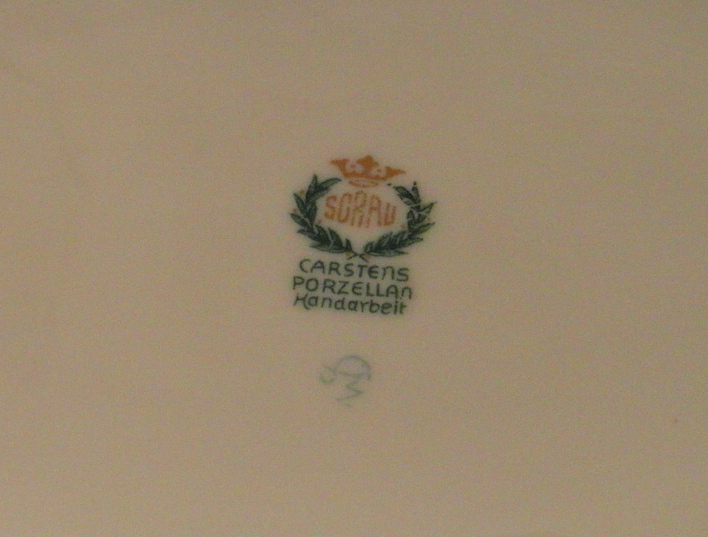 SORAU
CARSTENS
PORZELLAN
Handarbeit